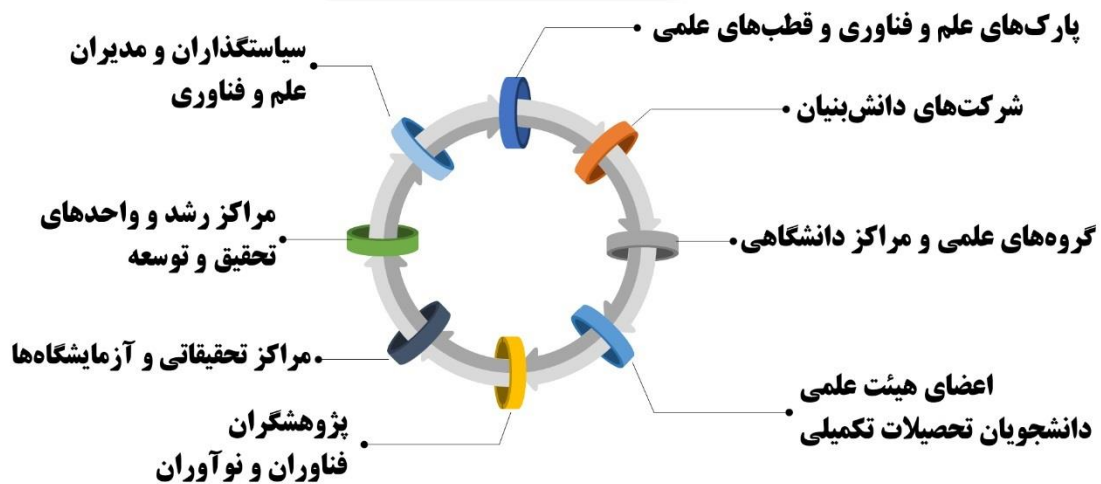 پارک‌های علم و فناوری و قطب‌های علمی
شرکت‌های دانش‌بنیان
گروه‌های علمی و مراکز دانشگاهی
اعضای هیئت علمی
دانشجویان تحصیلات تکمیلی
پژوهشگران
فناوران و نوآوران
مراکز تحقیقاتی و آزمایشگاه‌ها
مراکز رشد و واحدهای
تحقیق و توسعه
سیاستگذاران و مدیران
علم و فناوری